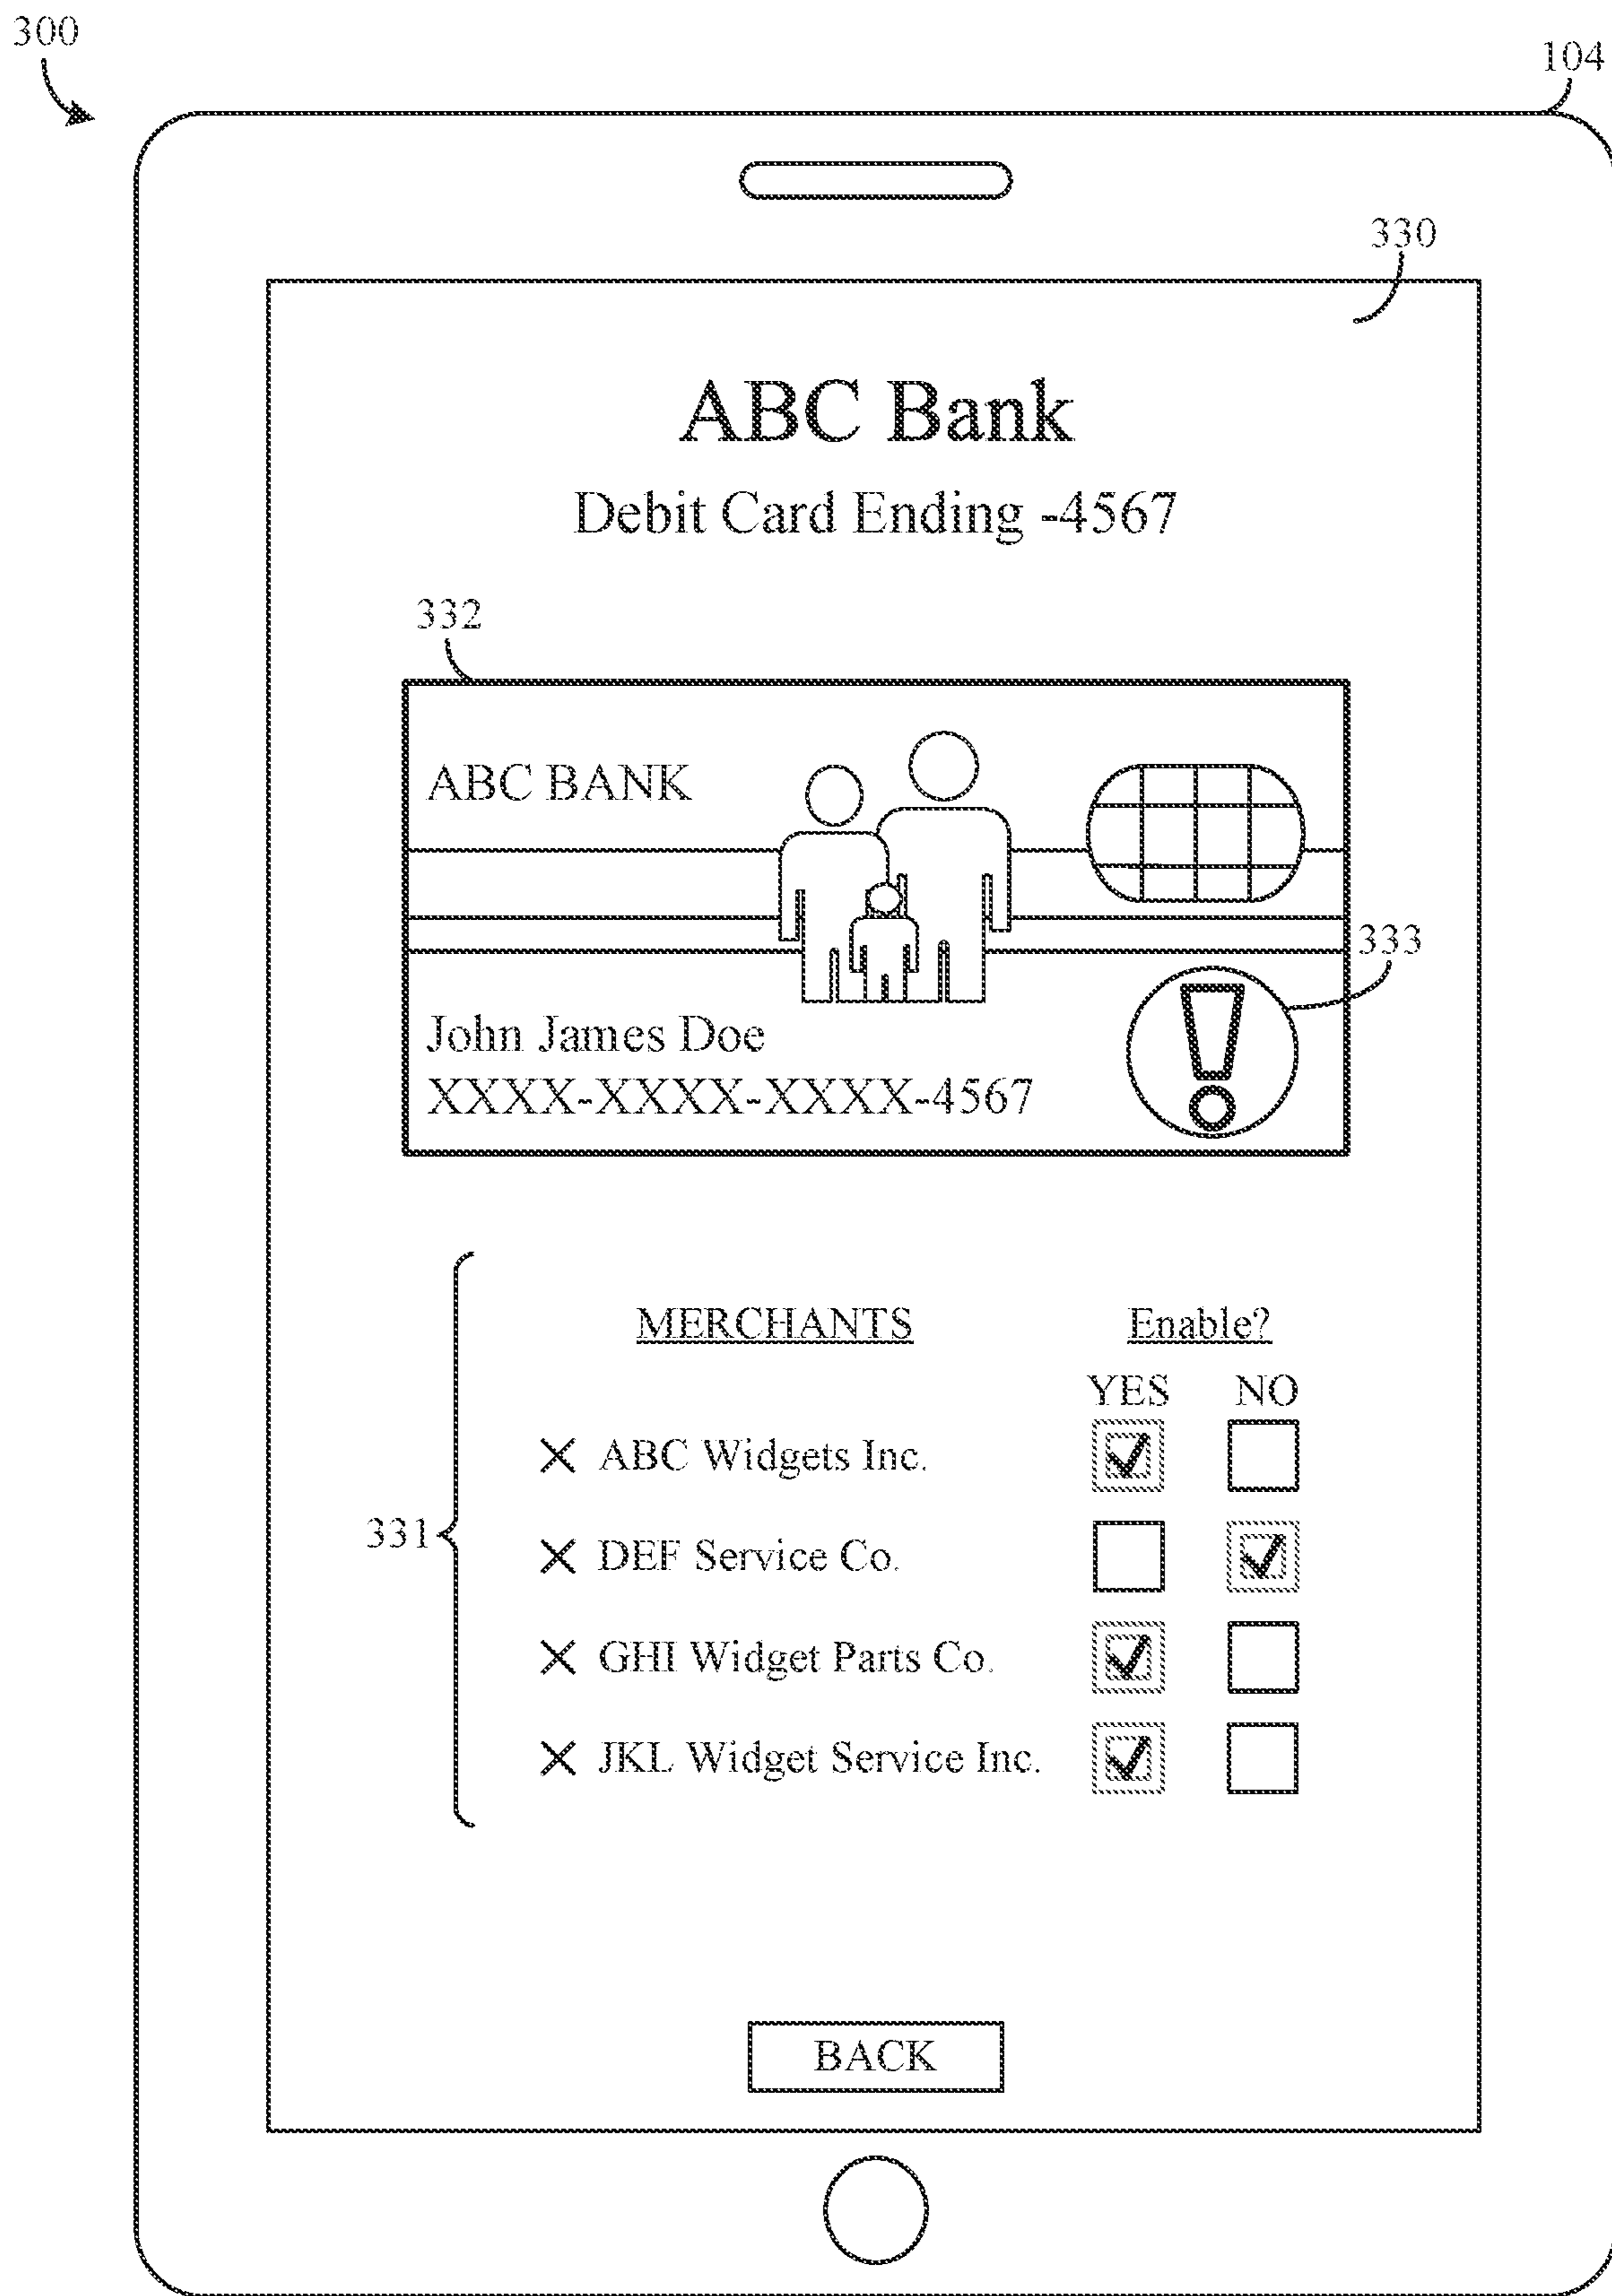 300
104
330
ABC Bank
Debit Card Ending -4567
332
ABC BANK
333
John James Doe
XXXX-XXXX-XXXX-4567
MERCHANTS Enable?
YES NO
X ABC Widgets Inc.
331
X DEF Service Co.
X GHI Widget Parts Co.
X JKL Widget Service Inc.
BACK